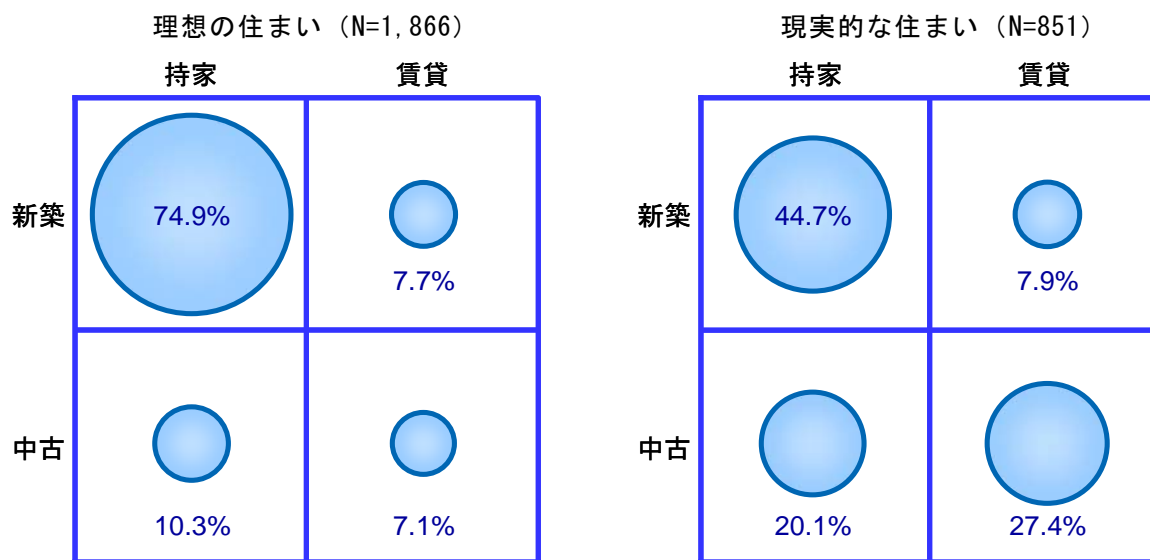 理想の住まい（N=1,866）
持家 賃貸
新築 74.9% 7.7%
中古 10.3% 7.1%
現実的な住まい（N=851）
持家 賃貸
新築 44.7% 7.9%
中古 20.1% 27.4%